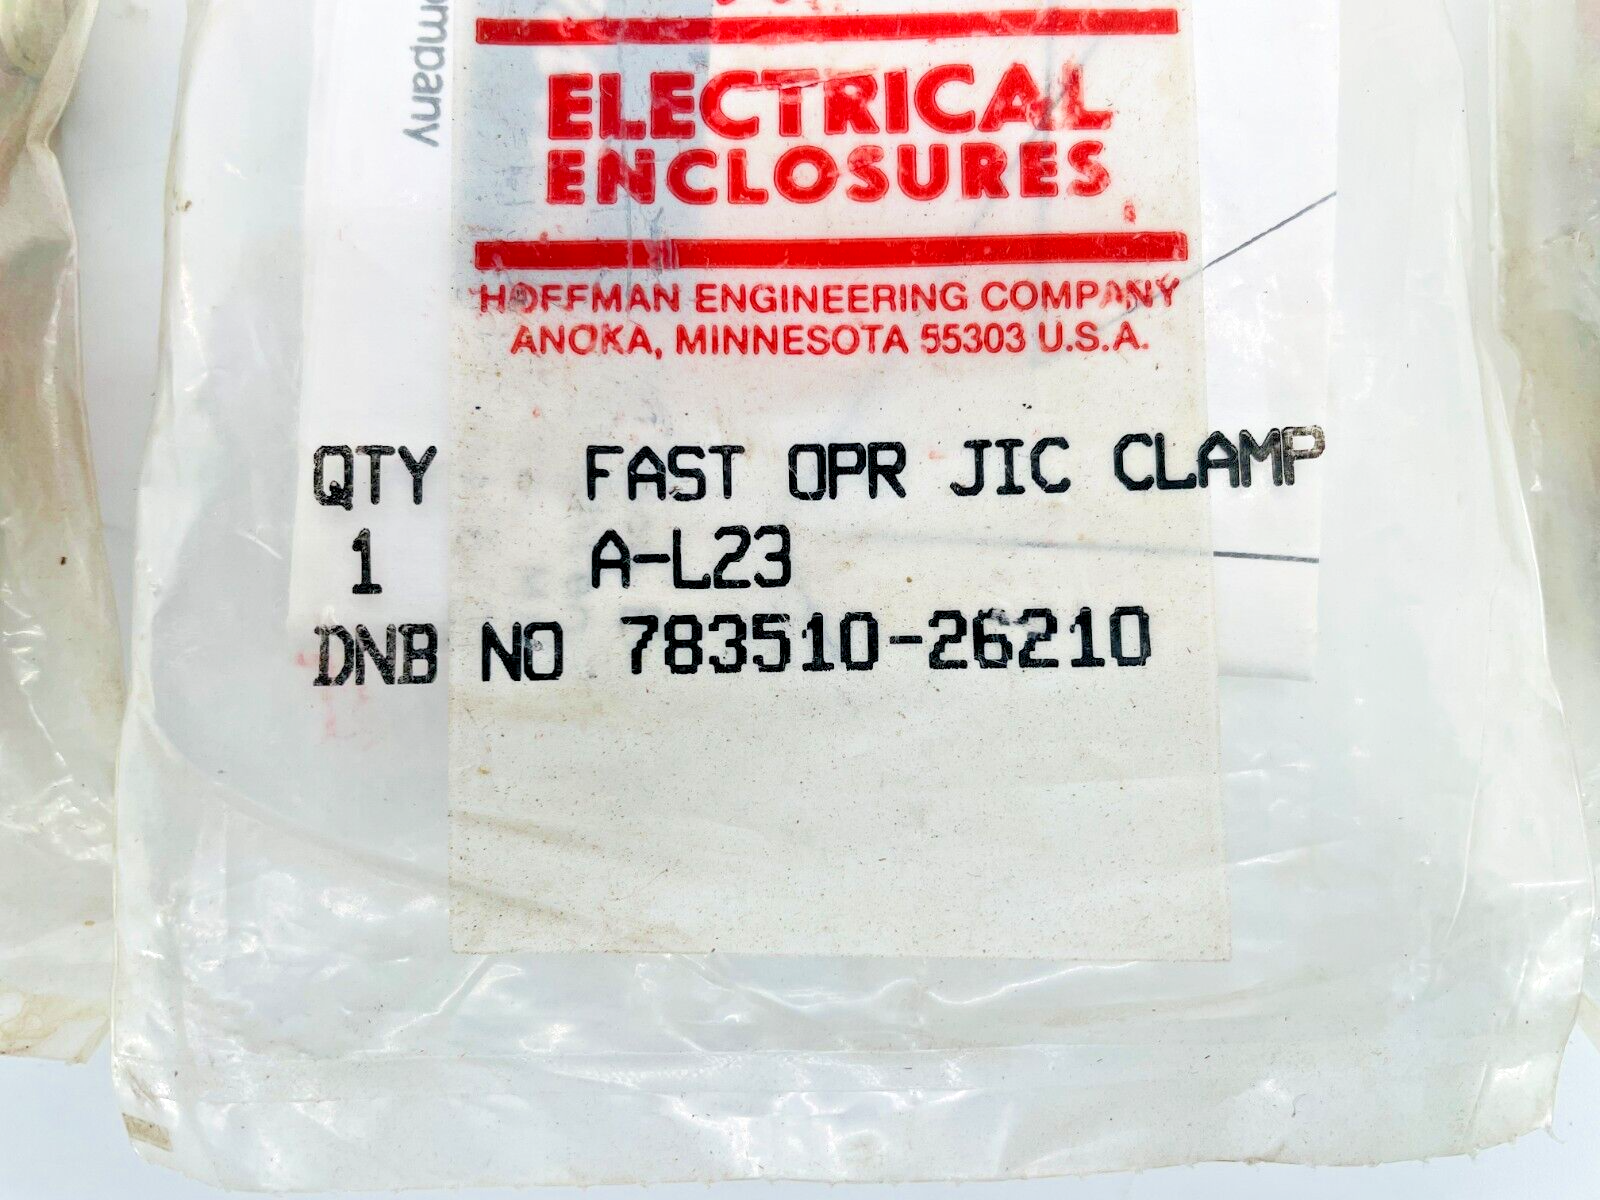 ELECTRICAL
ENCLOSURES
HOFFMAN ENGINEERING COMPANY
ANOKA, MINNESOTA 55303 U.S.A.
QTY FAST OPR JIC CLAMP
1 A-L23
DNB NO 783510-26210